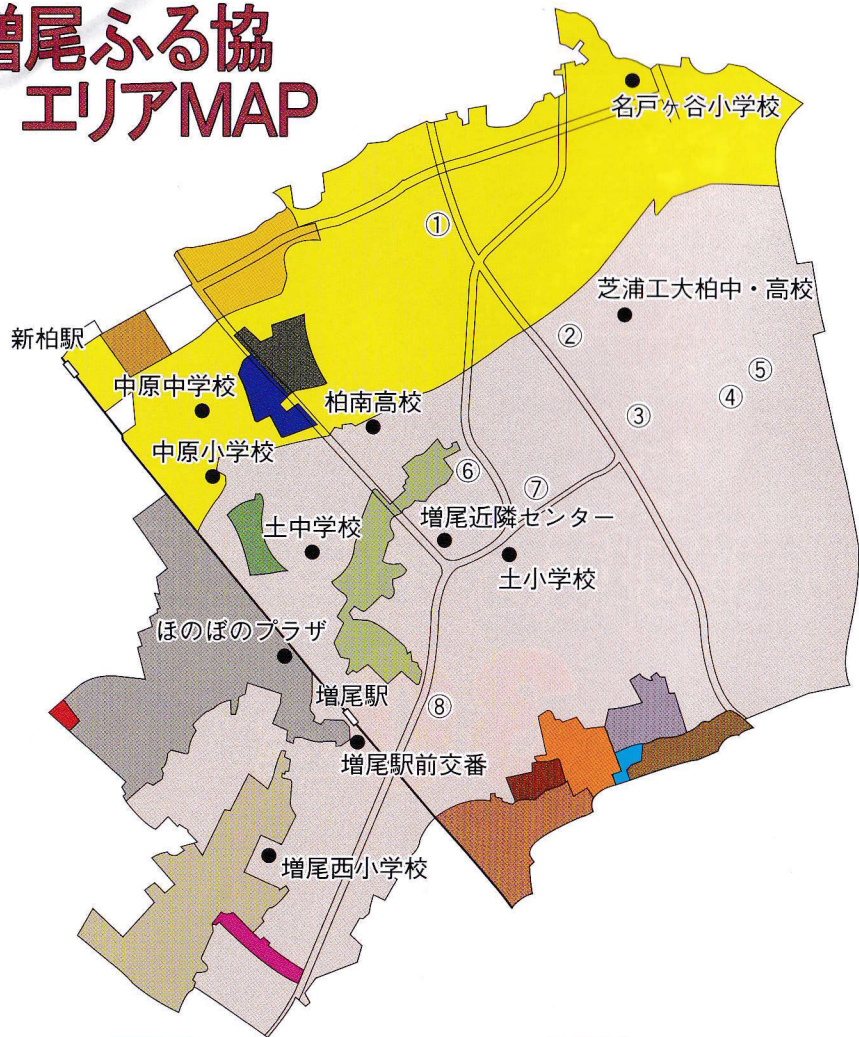 増尾ふる協
エリアMAP
名戸ヶ谷小学校
①
芝浦工大柏中・高校
新柏駅
②
⑤
中原中学校
④
柏南高校
③
中原小学校
⑥
⑦
土中学校
増尾近隣センター
土小学校
ほのぼのプラザ
増尾駅
⑧
増尾駅前交番
増尾西小学校